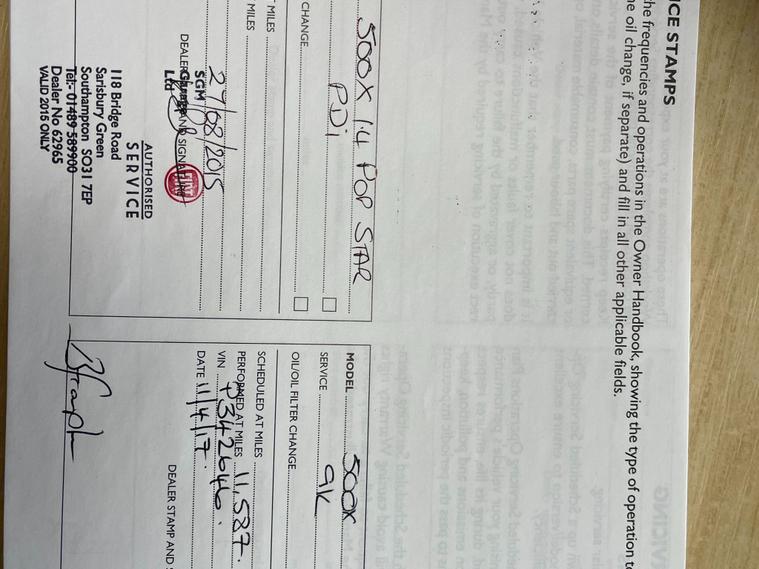 ICE STAMPS
the frequencies and operations in the Owner Handbook, showing the type of operation to
e oil change, if separate) and fill in all other applicable fields.
500X 1.4 POP STAR
PDi
CHANGE
T MILES
MILES
27/08/2015
DEALER STAMP AND SIGNATURE
SGM
Ltd
FIAT
AUTHORISED
SERVICE
118 Bridge Road
Sarisbury Green
Southampton SO31 7EP
Tel:- 01489 589900
Dealer No 62965
VALID 2015 ONLY
MODEL 500X
SERVICE 9K
OIL/OIL FILTER CHANGE
SCHEDULED AT MILES
PERFORMED AT MILES 11,587.
VIN P342646.
DATE 11/4/17.
DEALER STAMP AND S